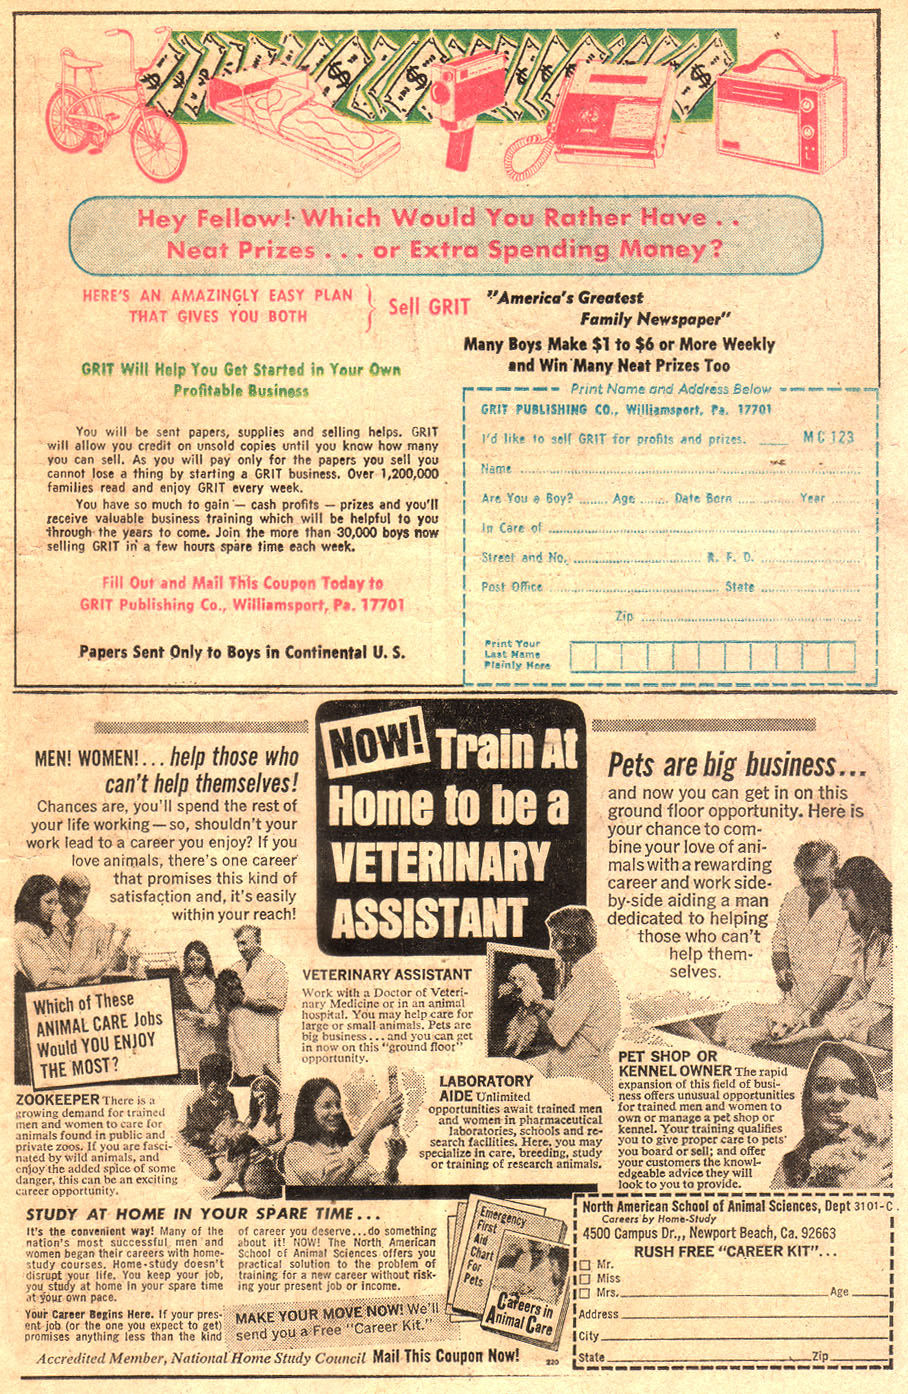 Hey Fellow! Which Would You Rather Have . .
Neat Prizes . . . or Extra Spending Money?
HERE'S AN AMAZINGLY EASY PLAN
THAT GIVES YOU BOTH
Sell GRIT
"America's Greatest
Family Newspaper"
Many Boys Make $1 to $6 or More Weekly
and Win Many Neat Prizes Too
GRIT Will Help You Get Started in Your Own
Profitable Business
You will be sent papers, supplies and selling helps. GRIT
will allow you credit on unsold copies until you know how many
you can sell. As you will pay only for the papers you sell you
cannot lose a thing by starting a GRIT business. Over 1,200,000
families read and enjoy GRIT every week.
You have so much to gain — cash profits — prizes and you'll
receive valuable business training which will be helpful to you
through the years to come. Join the more than 30,000 boys now
selling GRIT in a few hours spare time each week.
Fill Out and Mail This Coupon Today to
GRIT Publishing Co., Williamsport, Pa. 17701
Papers Sent Only to Boys in Continental U. S.
Print Name and Address Below
GRIT PUBLISHING CO., Williamsport, Pa. 17701
I'd like to sell GRIT for profits and prizes. ___ MC 123
Name
Are You a Boy? ....... Age ....... Date Born ........... Year .........
In Care of
Street and No. ........................ R. F. D.
Post Office ........................ State
Zip
Print Your
Last Name
Plainly Here
MEN! WOMEN!... help those who
can't help themselves!
Chances are, you'll spend the rest of
your life working—so, shouldn't your
work lead to a career you enjoy? If you
love animals, there's one career
that promises this kind of
satisfaction and, it's easily
within your reach!
NOW! Train At
Home to be a
VETERINARY
ASSISTANT
Pets are big business...
and now you can get in on this
ground floor opportunity. Here is
your chance to com-
bine your love of ani-
mals with a rewarding
career and work side-
by-side aiding a man
dedicated to helping
those who can't
help them-
selves.
Which of These
ANIMAL CARE Jobs
Would YOU ENJOY
THE MOST?
VETERINARY ASSISTANT
Work with a Doctor of Veteri-
nary Medicine or in an animal
hospital. You may help care for
large or small animals. Pets are
big business...and you can get
in now on this "ground floor"
opportunity.
ZOOKEEPER There is a
growing demand for trained
men and women to care for
animals found in public and
private zoos. If you are fasci-
nated by wild animals, and
enjoy the added spice of some
danger, this can be an exciting
career opportunity.
LABORATORY
AIDE Unlimited
opportunities await trained men
and women in pharmaceutical
laboratories, schools and re-
search facilities. Here, you may
specialize in care, breeding, study
or training of research animals.
PET SHOP OR
KENNEL OWNER The rapid
expansion of this field of busi-
ness offers unusual opportunities
for trained men and women to
own or manage a pet shop or
kennel. Your training qualifies
you to give proper care to pets
you board or sell; and offer
your customers the knowl-
edgeable advice they will
look to you to provide.
STUDY AT HOME IN YOUR SPARE TIME...
It's the convenient way! Many of the
nation's most successful men and
women began their careers with home-
study courses. Home-study doesn't
disrupt your life. You keep your job,
you study at home in your spare time
at your own pace.
Your Career Begins Here. If your pres-
ent job (or the one you expect to get)
promises anything less than the kind
of career you deserve...do something
about it! NOW! The North American
School of Animal Sciences offers you
practical solution to the problem of
training for a new career without risk-
ing your present job or income.
MAKE YOUR MOVE NOW! We'll
send you a Free "Career Kit."
Emergency
First
Aid
Chart
For
Pets
Careers in
Animal Care
Accredited Member, National Home Study Council Mail This Coupon Now!
220
North American School of Animal Sciences, Dept 3101-C
Careers by Home-Study
4500 Campus Dr., Newport Beach, Ca. 92663
RUSH FREE "CAREER KIT"...
Mr.
Miss
Mrs. ________ Age ____
Address
City
State ________ Zip